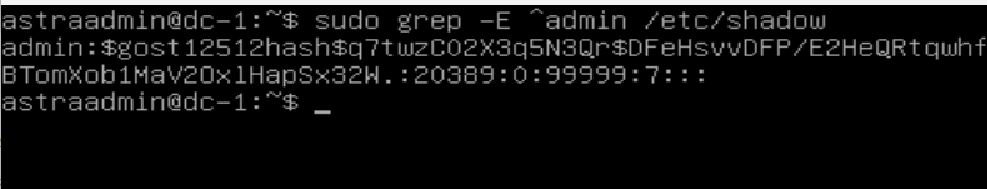 astraadmin@dc-1:~$ sudo grep -E ^admin /etc/shadow
admin:$gost12512hash$q7twzCO2X3q5N3Qr$DFeHsvvDFP/E2HeQRtqwhf
BTomXob1MaV2OxlHapSx32W.:20389:0:99999:7:::
astraadmin@dc-1:~$ _